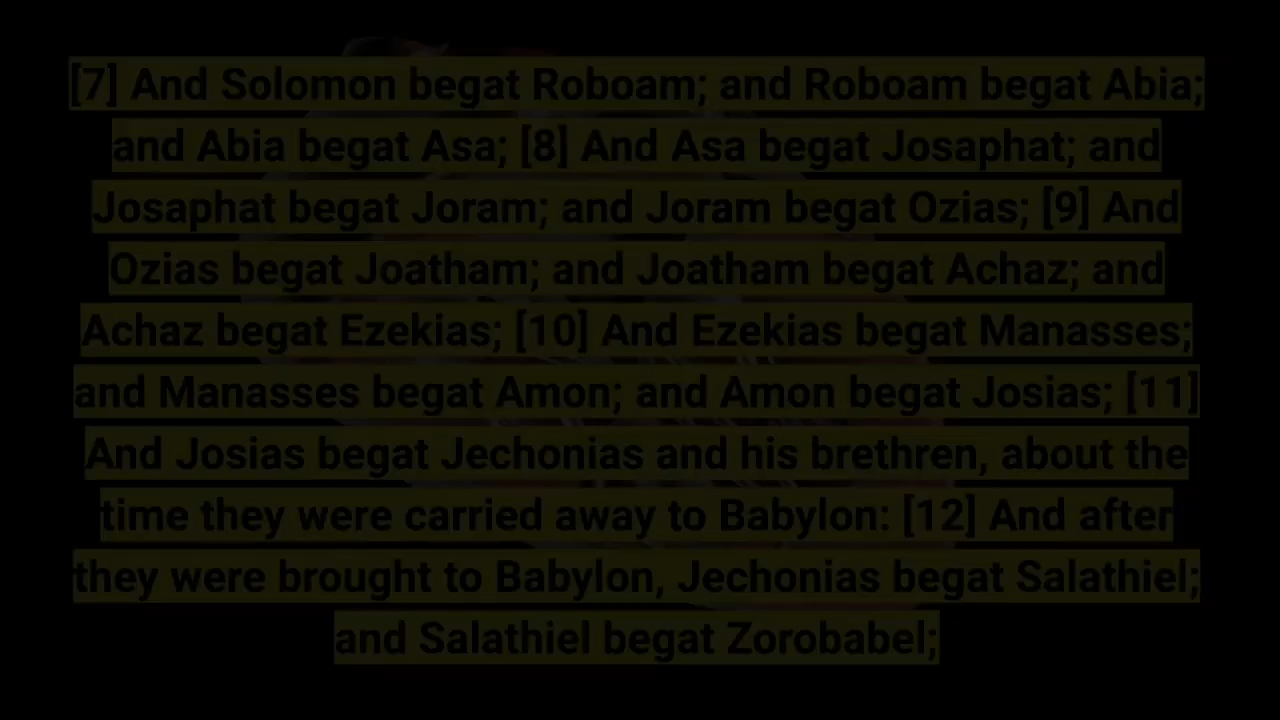 [7] And Solomon begat Roboam; and Roboam begat Abia;
and Abia begat Asa; [8] And Asa begat Josaphat; and
Josaphat begat Joram; and Joram begat Ozias; [9] And
Ozias begat Joatham; and Joatham begat Achaz; and
Achaz begat Ezekias; [10] And Ezekias begat Manasses;
and Manasses begat Amon; and Amon begat Josias; [11]
And Josias begat Jechonias and his brethren, about the
time they were carried away to Babylon: [12] And after
they were brought to Babylon, Jechonias begat Salathiel;
and Salathiel begat Zorobabel;